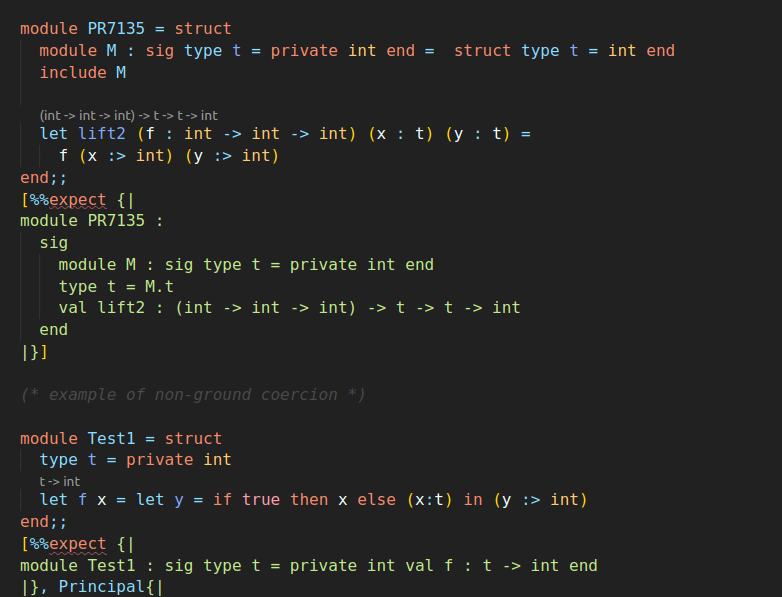 module PR7135 = struct
  module M : sig type t = private int end =  struct type t = int end
  include M

  (int -> int -> int) -> t -> t -> int
  let lift2 (f : int -> int -> int) (x : t) (y : t) =
    f (x :> int) (y :> int)
end;;
[%%expect {|
module PR7135 :
  sig
    module M : sig type t = private int end
    type t = M.t
    val lift2 : (int -> int -> int) -> t -> t -> int
  end
|}]

(* example of non-ground coercion *)

module Test1 = struct
  type t = private int
  t -> int
  let f x = let y = if true then x else (x:t) in (y :> int)
end;;
[%%expect {|
module Test1 : sig type t = private int val f : t -> int end
|}, Principal{|